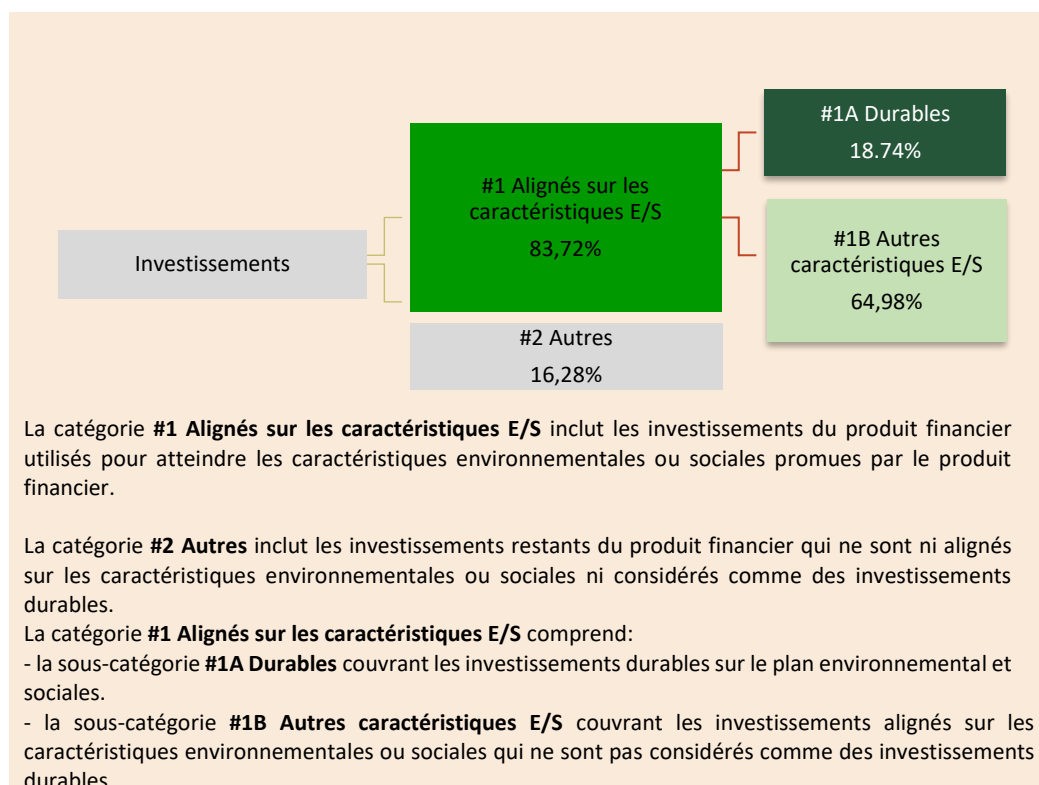 #1A Durables
18.74%
#1 Alignés sur les
caractéristiques E/S
83,72%
Investissements
#1B Autres
caractéristiques E/S
64,98%
#2 Autres
16,28%
La catégorie #1 Alignés sur les caractéristiques E/S inclut les investissements du produit financier
utilisés pour atteindre les caractéristiques environnementales ou sociales promues par le produit
financier.
La catégorie #2 Autres inclut les investissements restants du produit financier qui ne sont ni alignés
sur les caractéristiques environnementales ou sociales ni considérés comme des investissements
durables.
La catégorie #1 Alignés sur les caractéristiques E/S comprend:
- la sous-catégorie #1A Durables couvrant les investissements durables sur le plan environnemental et
sociales.
- la sous-catégorie #1B Autres caractéristiques E/S couvrant les investissements alignés sur les
caractéristiques environnementales ou sociales qui ne sont pas considérés comme des investissements
durables